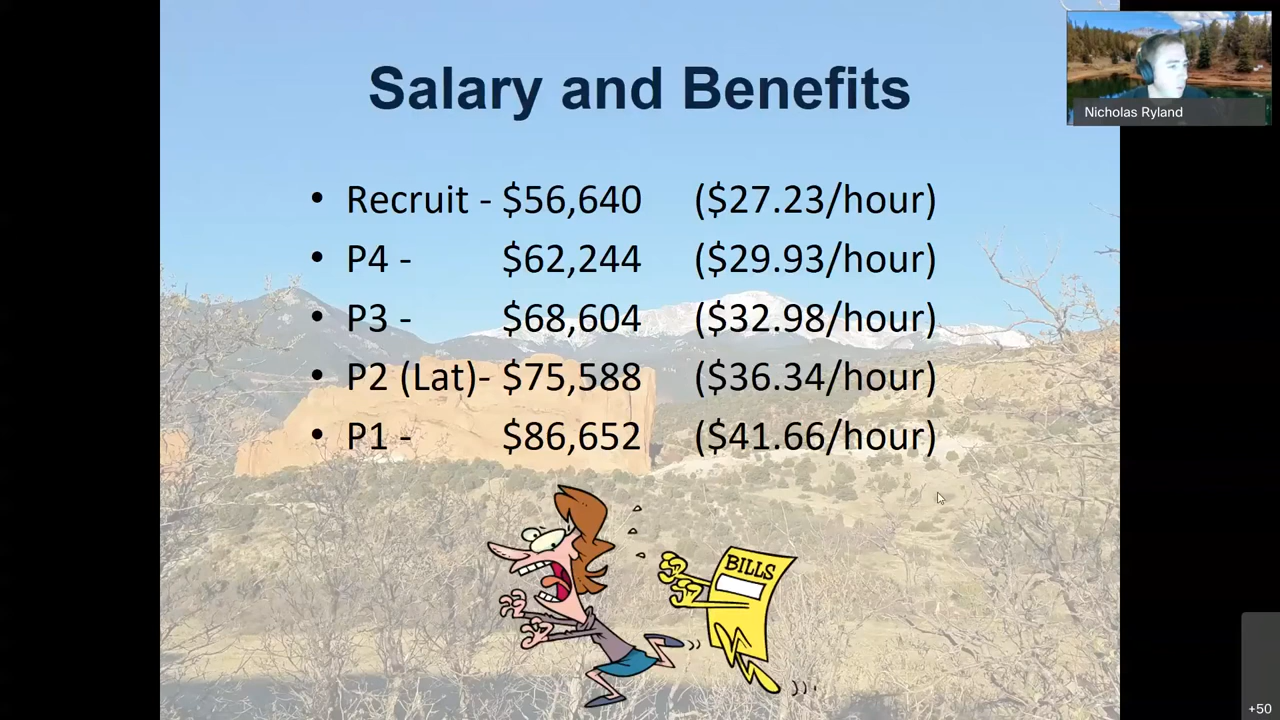 Salary and Benefits
Nicholas Ryland
• Recruit - $56,640 ($27.23/hour)
• P4 - $62,244 ($29.93/hour)
• P3 - $68,604 ($32.98/hour)
• P2 (Lat)- $75,588 ($36.34/hour)
• P1 - $86,652 ($41.66/hour)
BILLS
+50